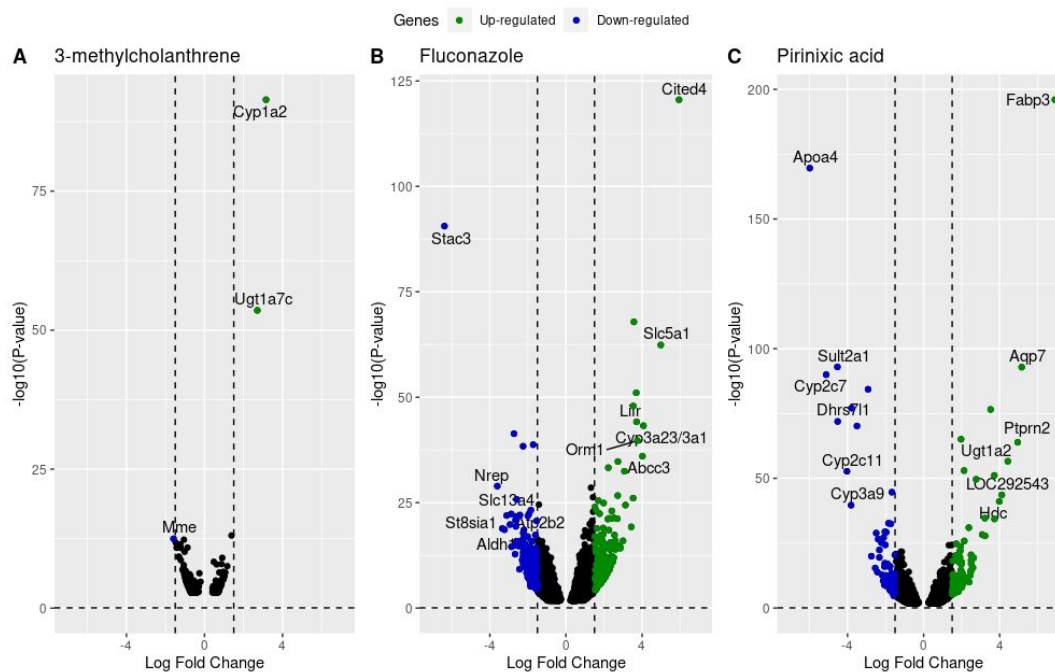 Genes Up-regulated Down-regulated
A 3-methylcholanthrene
-log10(P-value)
75
50
25
0
Cyp1a2
Ugt1a7c
Mme
-4 0 4
Log Fold Change
B Fluconazole
-log10(P-value)
125
100
75
50
25
0
Cited4
Stac3
Slc5a1
Lifr
Cyp3a23/3a1
Orm1
Abcc3
Nrep
Slc13a4
St8sia1
Atp2b2
-4 0 4
Log Fold Change
C Pirinixic acid
-log10(P-value)
200
150
100
50
0
Fabp3
Apoa4
Sult2a1
Aqp7
Cyp2c7
Dhrs7l1
Ptprn2
Ugt1a2
Cyp2c11
LOC292543
Cyp3a9
Hdc
-4 0 4
Log Fold Change